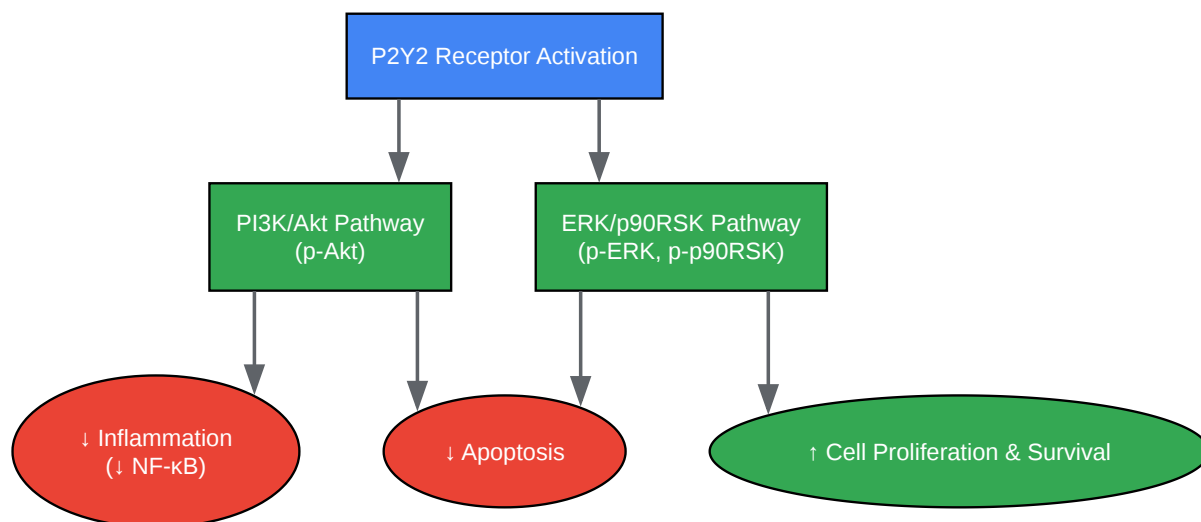 P2Y2 Receptor Activation
PI3K/Akt Pathway
(p-Akt)
ERK/p90RSK Pathway
(p-ERK, p-p90RSK)
↓ Inflammation
(↓ NF-κB)
↓ Apoptosis
↑ Cell Proliferation & Survival